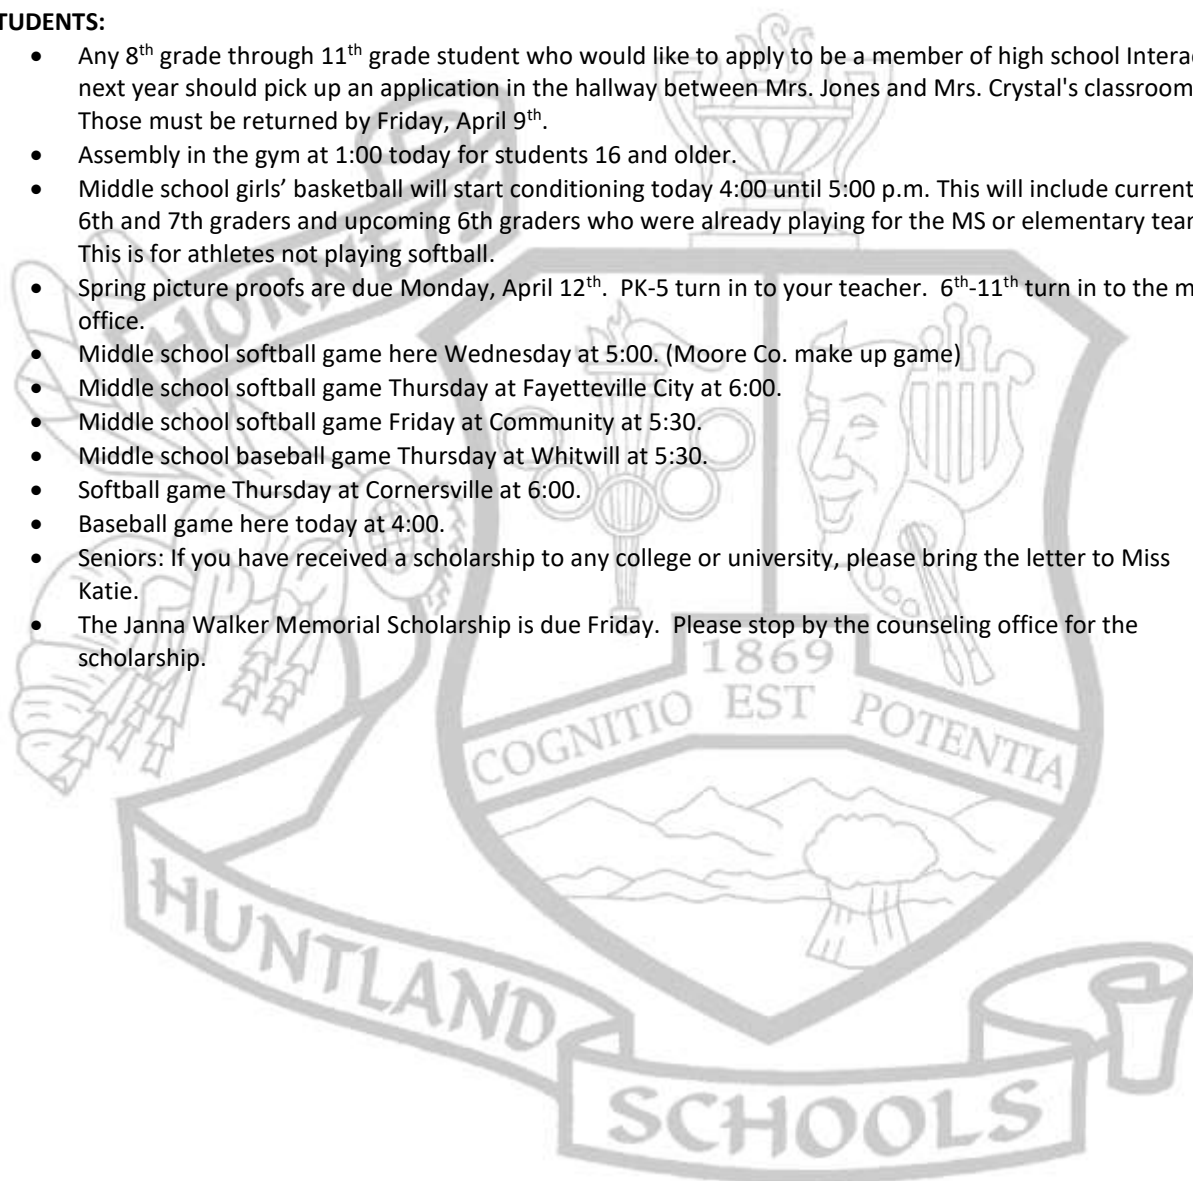 TUDENTS:
• Any 8th grade through 11th grade student who would like to apply to be a member of high school Interac
next year should pick up an application in the hallway between Mrs. Jones and Mrs. Crystal's classroom
Those must be returned by Friday, April 9th.
• Assembly in the gym at 1:00 today for students 16 and older.
• Middle school girls’ basketball will start conditioning today 4:00 until 5:00 p.m. This will include current
6th and 7th graders and upcoming 6th graders who were already playing for the MS or elementary tear
This is for athletes not playing softball.
• Spring picture proofs are due Monday, April 12th.  PK-5 turn in to your teacher.  6th-11th turn in to the m
office.
• Middle school softball game here Wednesday at 5:00. (Moore Co. make up game)
• Middle school softball game Thursday at Fayetteville City at 6:00.
• Middle school softball game Friday at Community at 5:30.
• Middle school baseball game Thursday at Whitwill at 5:30.
• Softball game Thursday at Cornersville at 6:00.
• Baseball game here today at 4:00.
• Seniors: If you have received a scholarship to any college or university, please bring the letter to Miss
Katie.
• The Janna Walker Memorial Scholarship is due Friday.  Please stop by the counseling office for the
scholarship.
HORNETS
1869
COGNITIO EST POTENTIA
HUNTLAND
SCHOOLS